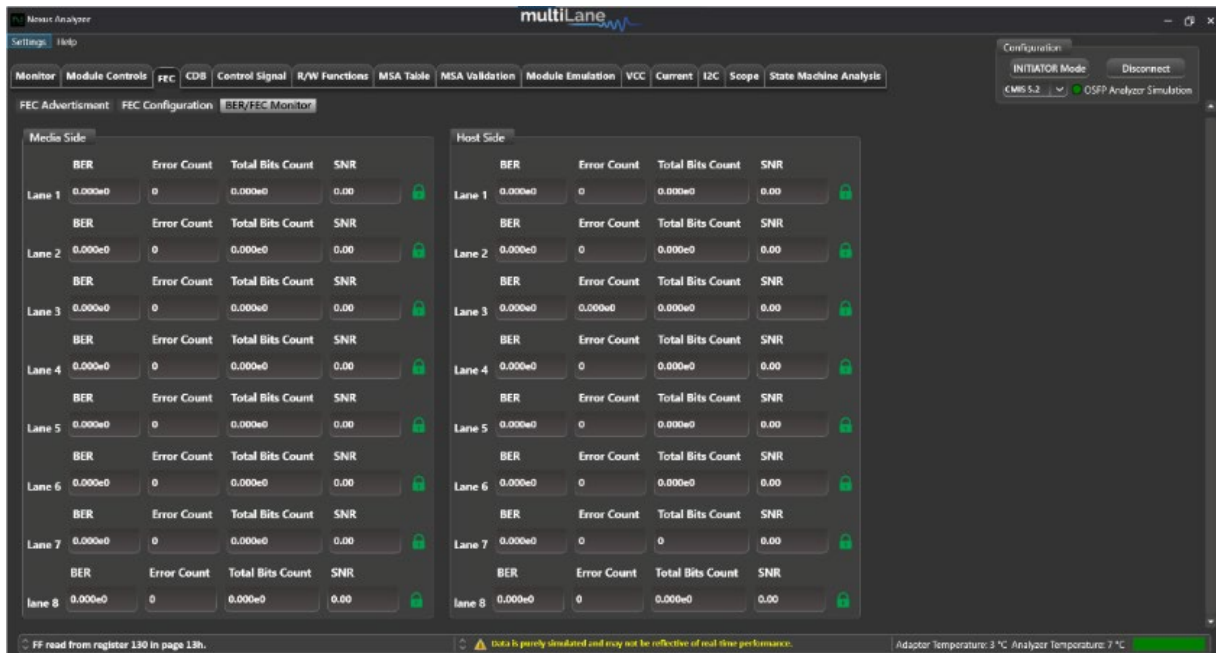 Nexus Analyzer
multiLane
Settings Help
Configuration
INITIATOR Mode Disconnect
CMIS 5.2 OSFP Analyzer Simulation
Monitor Module Controls FEC CDB Control Signal R/W Functions MSA Table MSA Validation Module Emulation VCC Current I2C Scope State Machine Analysis
FEC Advertisment FEC Configuration BER/FEC Monitor
Media Side
BER Error Count Total Bits Count SNR
Lane 1 0.000e0 0 0.000e0 0.00
BER Error Count Total Bits Count SNR
Lane 2 0.000e0 0 0.000e0 0.00
BER Error Count Total Bits Count SNR
Lane 3 0.000e0 0 0.000e0 0.00
BER Error Count Total Bits Count SNR
Lane 4 0.000e0 0 0.000e0 0.00
BER Error Count Total Bits Count SNR
Lane 5 0.000e0 0 0.000e0 0.00
BER Error Count Total Bits Count SNR
Lane 6 0.000e0 0 0.000e0 0.00
BER Error Count Total Bits Count SNR
Lane 7 0.000e0 0 0.000e0 0.00
BER Error Count Total Bits Count SNR
lane 8 0.000e0 0 0.000e0 0.00
Host Side
BER Error Count Total Bits Count SNR
Lane 1 0.000e0 0 0.000e0 0.00
BER Error Count Total Bits Count SNR
Lane 2 0.000e0 0 0.000e0 0.00
BER Error Count Total Bits Count SNR
Lane 3 0.000e0 0.000e0 0.000e0 0.00
BER Error Count Total Bits Count SNR
Lane 4 0.000e0 0 0.000e0 0.00
BER Error Count Total Bits Count SNR
Lane 5 0.000e0 0 0.000e0 0.00
BER Error Count Total Bits Count SNR
Lane 6 0.000e0 0 0.000e0 0.00
BER Error Count Total Bits Count SNR
Lane 7 0.000e0 0 0 0.00
BER Error Count Total Bits Count SNR
lane 8 0.000e0 0 0.000e0 0.00
FF read from register 130 in page 13h.
Data is purely simulated and may not be reflective of real-time performance.
Adapter Temperature: 3 °C Analyzer Temperature: 7 °C